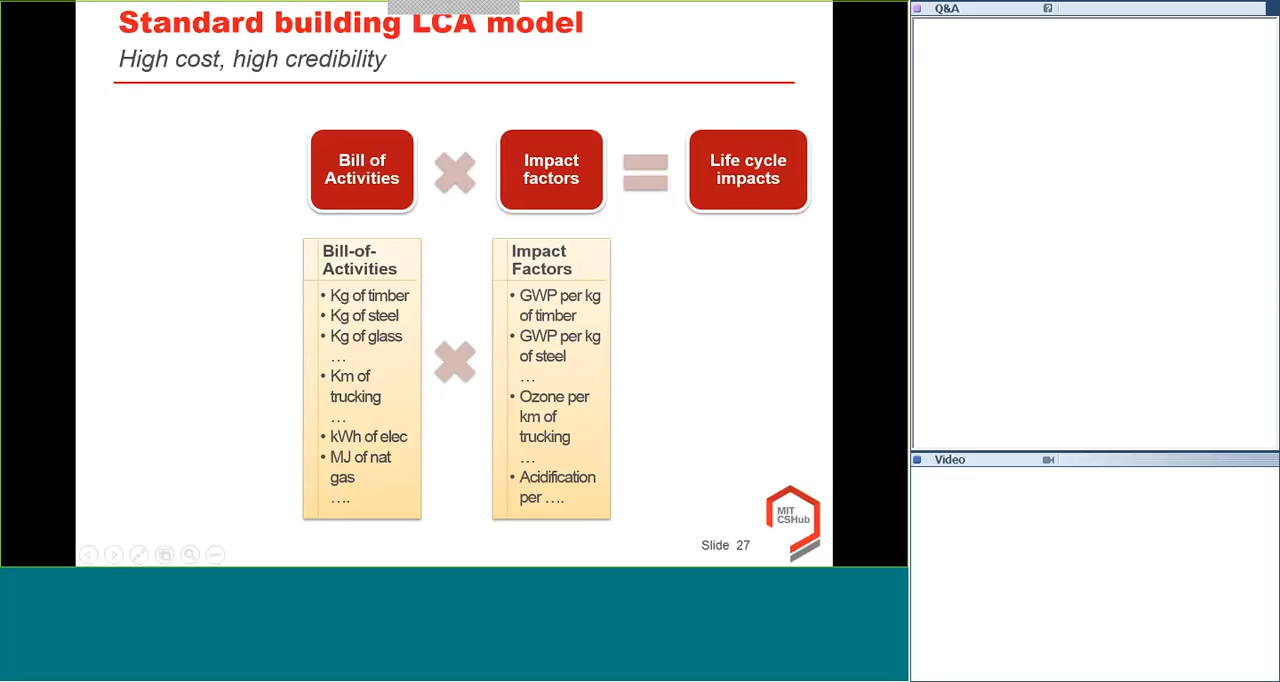 Standard building LCA model
High cost, high credibility
Bill of
Activities
Impact
factors
Life cycle
impacts
Bill-of-
Activities
• Kg of timber
• Kg of steel
• Kg of glass
…
• Km of
trucking
…
• kWh of elec
• MJ of nat
gas
….
Impact
Factors
• GWP per kg
of timber
• GWP per kg
of steel
…
• Ozone per
km of
trucking
…
• Acidification
per ….
MIT
CSHub
Slide 27
Q&A
?
Video